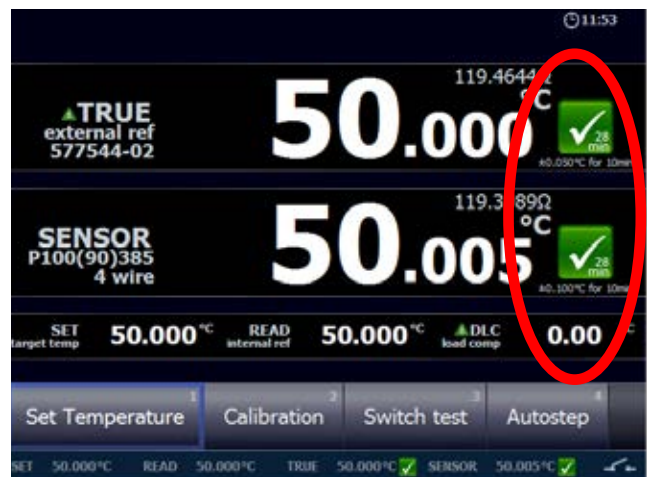 11:53
119.4644Ω
▲TRUE
external ref
577544-02
50.000 °C
28
min
±0.050°C for 10min
SENSOR
P100(90)385
4 wire
50.005 °C
28
min
±0.100°C for 10min
SET
target temp
50.000 °C
READ
internal ref
50.000 °C
▲DLC
load comp
0.00 °C
1
Set Temperature
2
Calibration
3
Switch test
4
Autostep
SET 50.000°C READ 50.000°C TRUE 50.000°C SENSOR 50.005°C